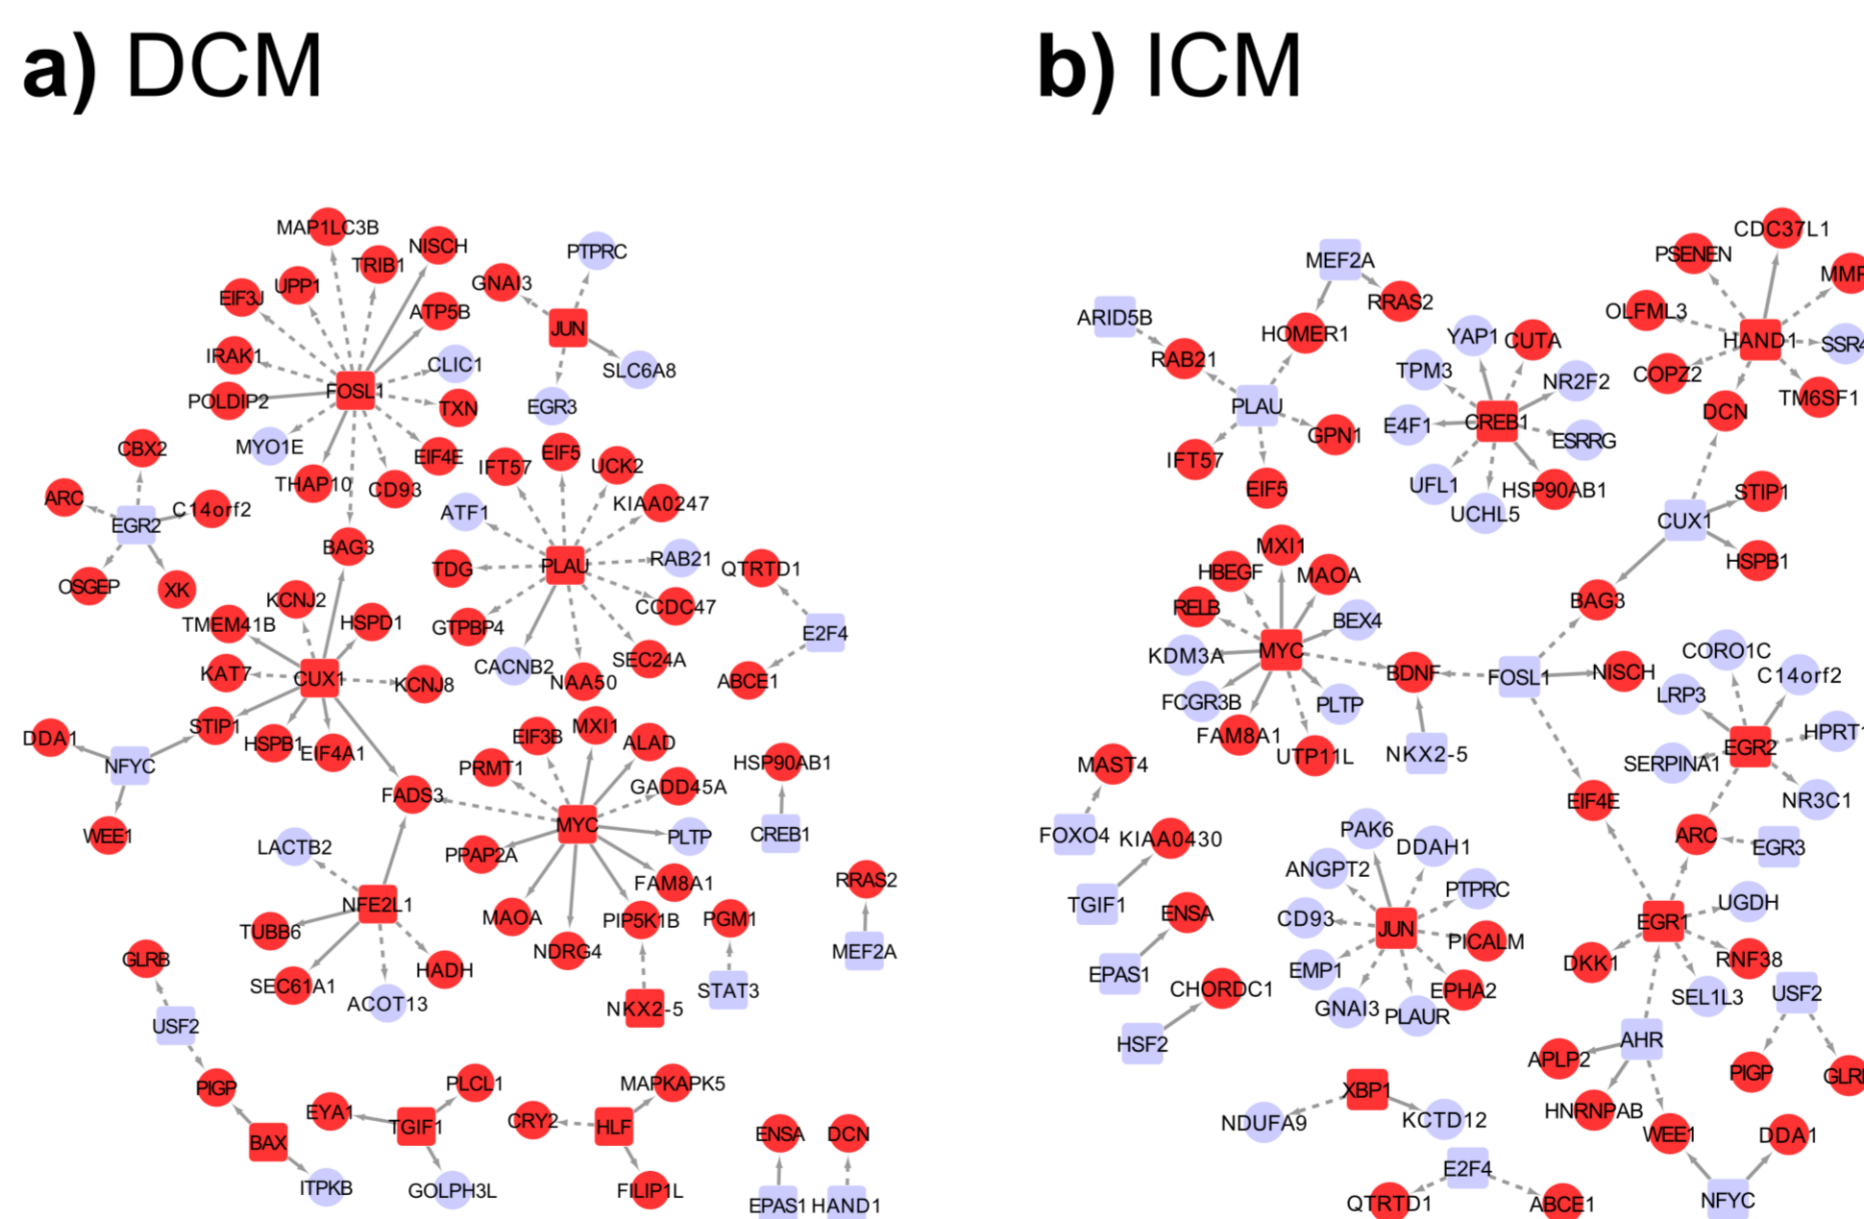 a) DCM
MAP1LC3B
NISCH
TRIB1
UPP1
EIF3J
ATP5B
IRAK1
CLIC1
FOSL1
POLDIP2
TXN
MYO1E
EIF4E
THAP10
CD93
PTPRC
GNAI3
JUN
SLC6A8
EGR3
CBX2
ARC
C14orf2
EGR2
OSGEP
XK
BAG3
IFT57
EIF5
UCK2
KIAA0247
ATF1
RAB21
PLAU
TDG
CCDC47
GTPBP4
CACNB2
NAA50
SEC24A
QTRTD1
E2F4
ABCE1
KCNJ2
TMEM41B
HSPD1
KAT7
CUX1
KCNJ8
STIP1
HSPB1
EIF4A1
DDA1
NFYC
WEE1
FADS3
EIF3B
MXI1
ALAD
PRMT1
GADD45A
MYC
PLTP
PPAP2A
FAM8A1
MAOA
PIP5K1B
NDRG4
NKX2-5
HSP90AB1
CREB1
PGM1
STAT3
RRAS2
MEF2A
LACTB2
NFE2L1
TUBB6
SEC61A1
ACOT13
HADH
GLRB
USF2
PIGP
BAX
ITPKB
EYA1
TGIF1
PLCL1
GOLPH3L
CRY2
HLF
MAPKAPK5
FILIP1L
ENSA
EPAS1
DCN
HAND1
b) ICM
MEF2A
RRAS2
ARID5B
HOMER1
RAB21
PLAU
GPN1
IFT57
EIF5
YAP1
CUTA
TPM3
NR2F2
E4F1
CREB1
ESRRG
UFL1
HSP90AB1
UCHL5
CDC37L1
PSENEN
MMP
OLFML3
HAND1
SSR4
COPZ2
TM6SF1
DCN
CUX1
STIP1
HSPB1
BAG3
MXI1
HBEGF
MAOA
RELB
BEX4
MYC
KDM3A
FCGR3B
PLTP
FAM8A1
UTP11L
BDNF
FOSL1
NISCH
NKX2-5
EIF4E
CORO1C
C14orf2
LRP3
HPRT1
EGR2
SERPINA1
NR3C1
ARC
EGR3
MAST4
FOXO4
KIAA0430
TGIF1
ENSA
EPAS1
CHORDC1
HSF2
PAK6
DDAH1
ANGPT2
PTPRC
CD93
JUN
PICALM
EMP1
EPHA2
GNAI3
PLAUR
UGDH
EGR1
DKK1
RNF38
SEL1L3
USF2
PIGP
AHR
APLP2
HNRNPAB
WEE1
DDA1
NFYC
XBP1
NDUFA9
KCTD12
E2F4
QTRTD1
ABCE1